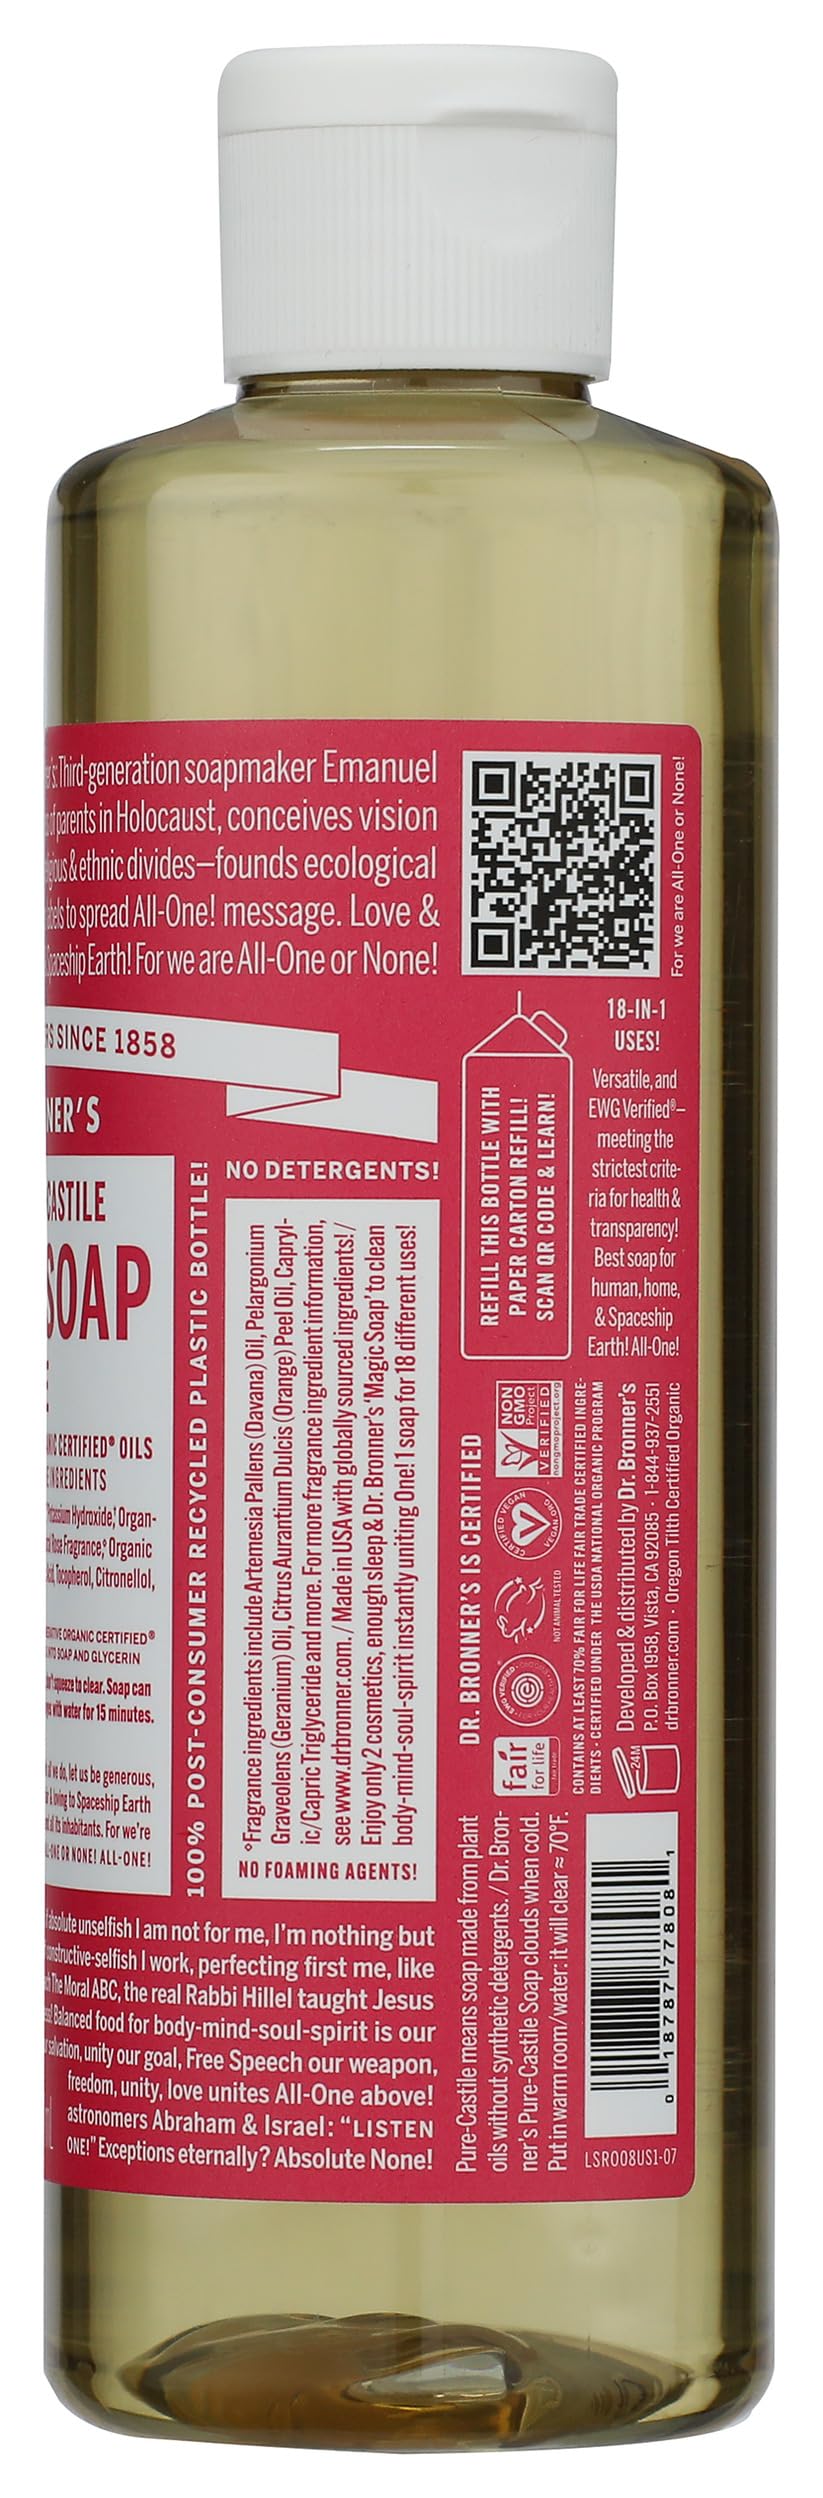 Third-generation soapmaker Emanuel
of parents in Holocaust, conceives vision
& ethnic divides—founds ecological
to spread All-One! message. Love &
Spaceship Earth! For we are All-One or None!
For we are All-One or None!
SINCE 1858
NER'S
CASTILE
SOAP
CERTIFIED® OILS
INGREDIENTS
Potassium Hydroxide,† Organ-
Rose Fragrance,° Organic
Tocopherol, Citronellol,
ORGANIC CERTIFIED®
INTO SOAP AND GLYCERIN
squeeze to clear. Soap can
with water for 15 minutes.
we do, let us be generous,
& loving to Spaceship Earth
all its inhabitants. For we're
ALL-ONE OR NONE! ALL-ONE!
100% POST-CONSUMER RECYCLED PLASTIC BOTTLE!
NO DETERGENTS!
°Fragrance ingredients include Artemesia Pallens (Davana) Oil, Pelargonium
Graveolens (Geranium) Oil, Citrus Aurantium Dulcis (Orange) Peel Oil, Capryl-
ic/Capric Triglyceride and more. For more fragrance ingredient information,
see www.drbronner.com. / Made in USA with globally sourced ingredients! /
Enjoy only 2 cosmetics, enough sleep & Dr. Bronner's 'Magic Soap' to clean
body-mind-soul-spirit instantly uniting One! 1 soap for 18 different uses!
NO FOAMING AGENTS!
REFILL THIS BOTTLE WITH
PAPER CARTON REFILL!
SCAN QR CODE & LEARN!
18-IN-1
USES!
Versatile, and
EWG Verified®—
meeting the
strictest crite-
ria for health &
transparency!
Best soap for
human, home,
& Spaceship
Earth! All-One!
DR. BRONNER'S IS CERTIFIED
fair
for life
fair trade
EWG VERIFIED
NOT ANIMAL TESTED
CERTIFIED VEGAN
VEGAN.ORG
NON
GMO
Project
VERIFIED
nongmoproject.org
CONTAINS AT LEAST 70% FAIR FOR LIFE FAIR TRADE CERTIFIED INGRE-
DIENTS · CERTIFIED UNDER THE USDA NATIONAL ORGANIC PROGRAM
24M
Developed & distributed by Dr. Bronner's
P.O. Box 1958, Vista, CA 92085 · 1-844-937-2551
drbronner.com · Oregon Tilth Certified Organic
absolute unselfish I am not for me, I'm nothing but
constructive-selfish I work, perfecting first me, like
The Moral ABC, the real Rabbi Hillel taught Jesus
Balanced food for body-mind-soul-spirit is our
salvation, unity our goal, Free Speech our weapon,
freedom, unity, love unites All-One above!
astronomers Abraham & Israel: "LISTEN
ONE!" Exceptions eternally? Absolute None!
Pure-Castile means soap made from plant
oils without synthetic detergents. / Dr. Bron-
ner's Pure-Castile Soap clouds when cold.
Put in warm room/water: it will clear ≈ 70°F.
0 18787 77808 1
LSR008US1-07